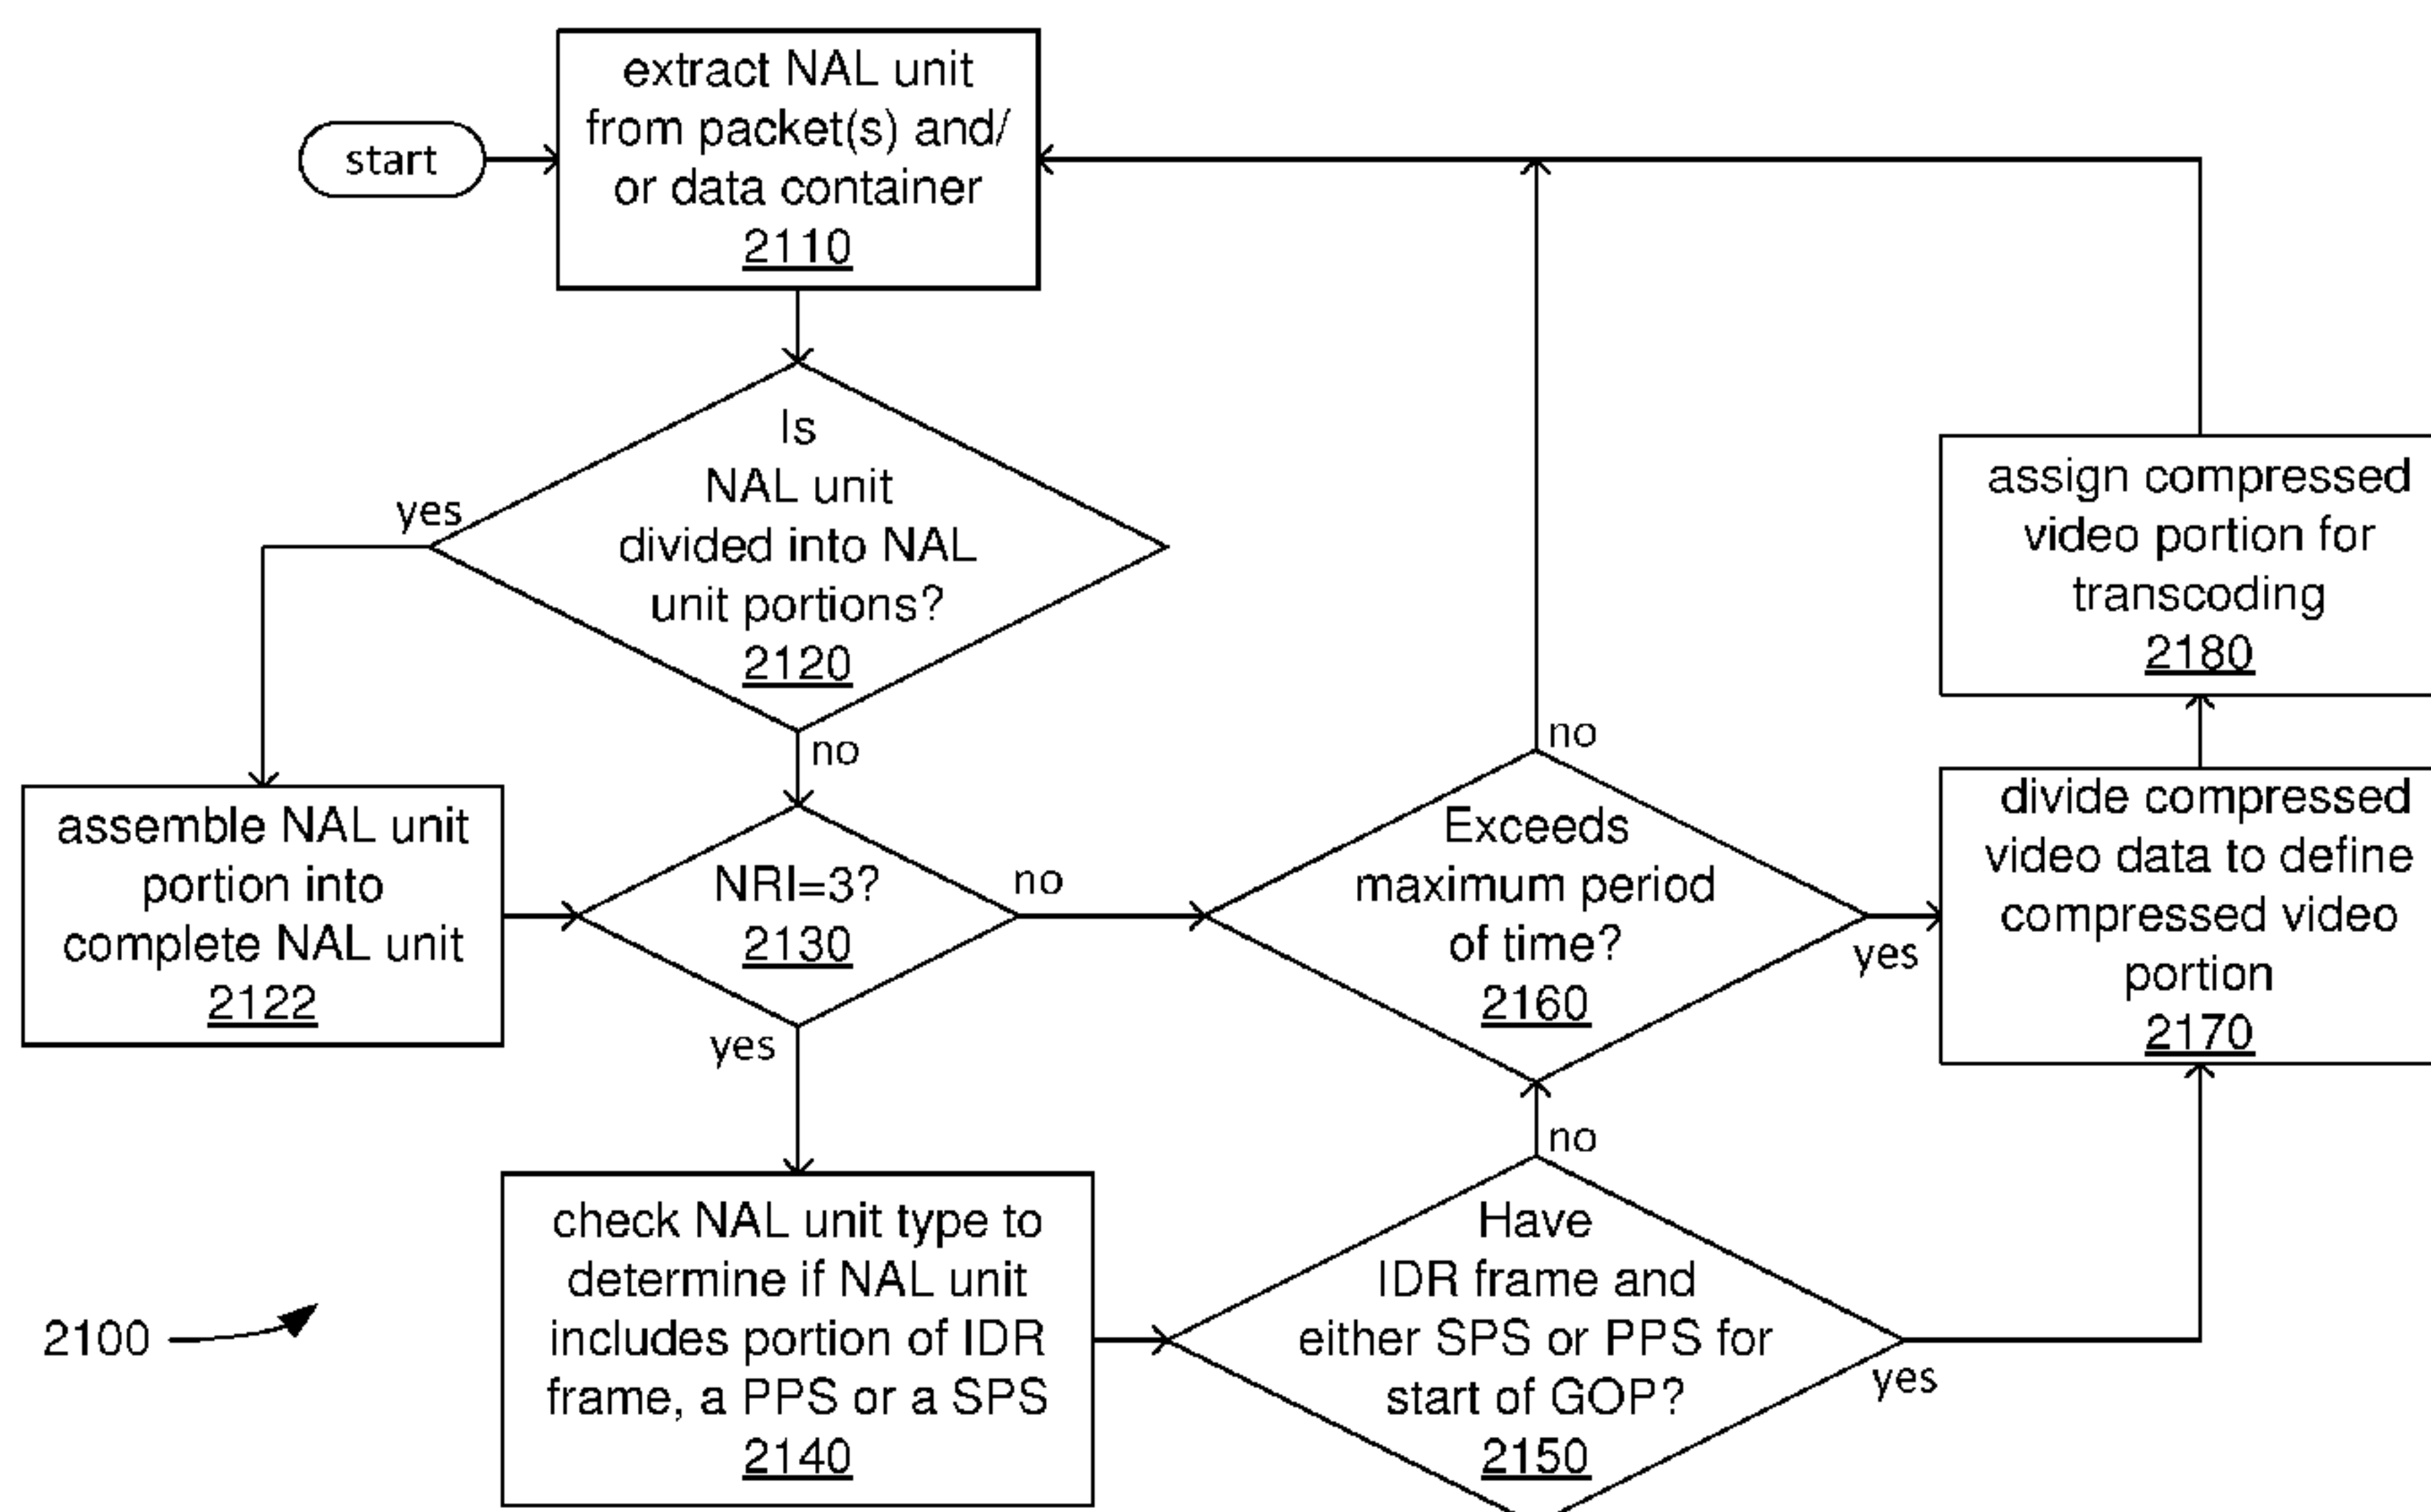 start
extract NAL unit
from packet(s) and/
or data container
2110
Is
NAL unit
divided into NAL
unit portions?
2120
yes
no
assemble NAL unit
portion into
complete NAL unit
2122
NRI=3?
2130
no
yes
check NAL unit type to
determine if NAL unit
includes portion of IDR
frame, a PPS or a SPS
2140
Have
IDR frame and
either SPS or PPS for
start of GOP?
2150
no
yes
Exceeds
maximum period
of time?
2160
no
yes
divide compressed
video data to define
compressed video
portion
2170
assign compressed
video portion for
transcoding
2180
2100